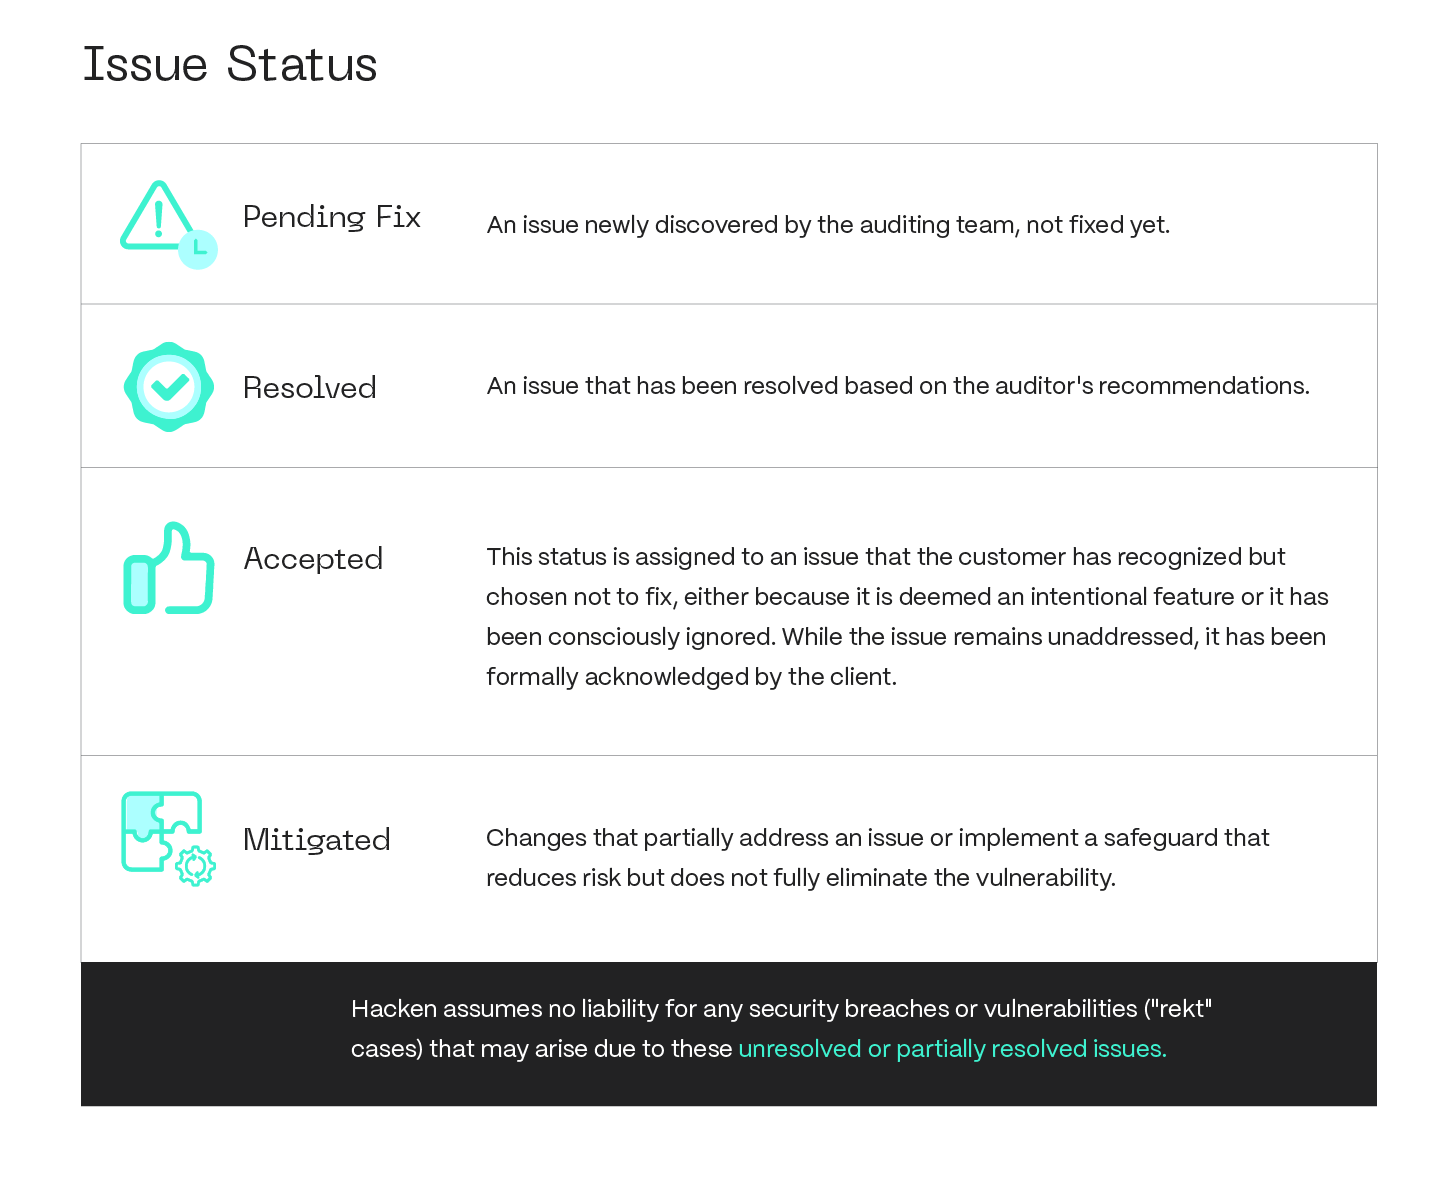 Issue Status
Pending Fix
An issue newly discovered by the auditing team, not fixed yet.
Resolved
An issue that has been resolved based on the auditor's recommendations.
Accepted
This status is assigned to an issue that the customer has recognized but
chosen not to fix, either because it is deemed an intentional feature or it has
been consciously ignored. While the issue remains unaddressed, it has been
formally acknowledged by the client.
Mitigated
Changes that partially address an issue or implement a safeguard that
reduces risk but does not fully eliminate the vulnerability.
Hacken assumes no liability for any security breaches or vulnerabilities ("rekt"
cases) that may arise due to these unresolved or partially resolved issues.